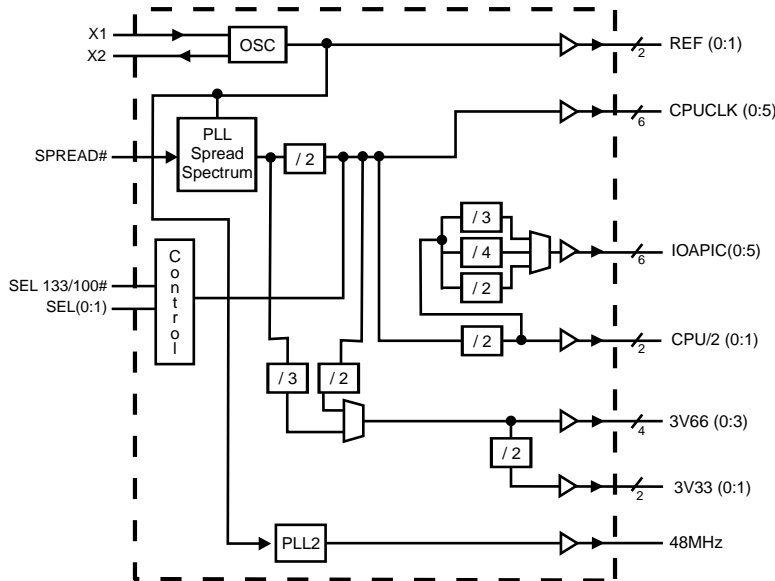 X1
X2
OSC
2
REF (0:1)
6
CPUCLK (0:5)
SPREAD#
PLL
Spread
Spectrum
/ 2
/ 3
/ 4
/ 2
6
IOAPIC(0:5)
SEL 133/100#
SEL(0:1)
Control
/ 2
2
CPU/2 (0:1)
/ 3
/ 2
4
3V66 (0:3)
/ 2
2
3V33 (0:1)
PLL2
48MHz